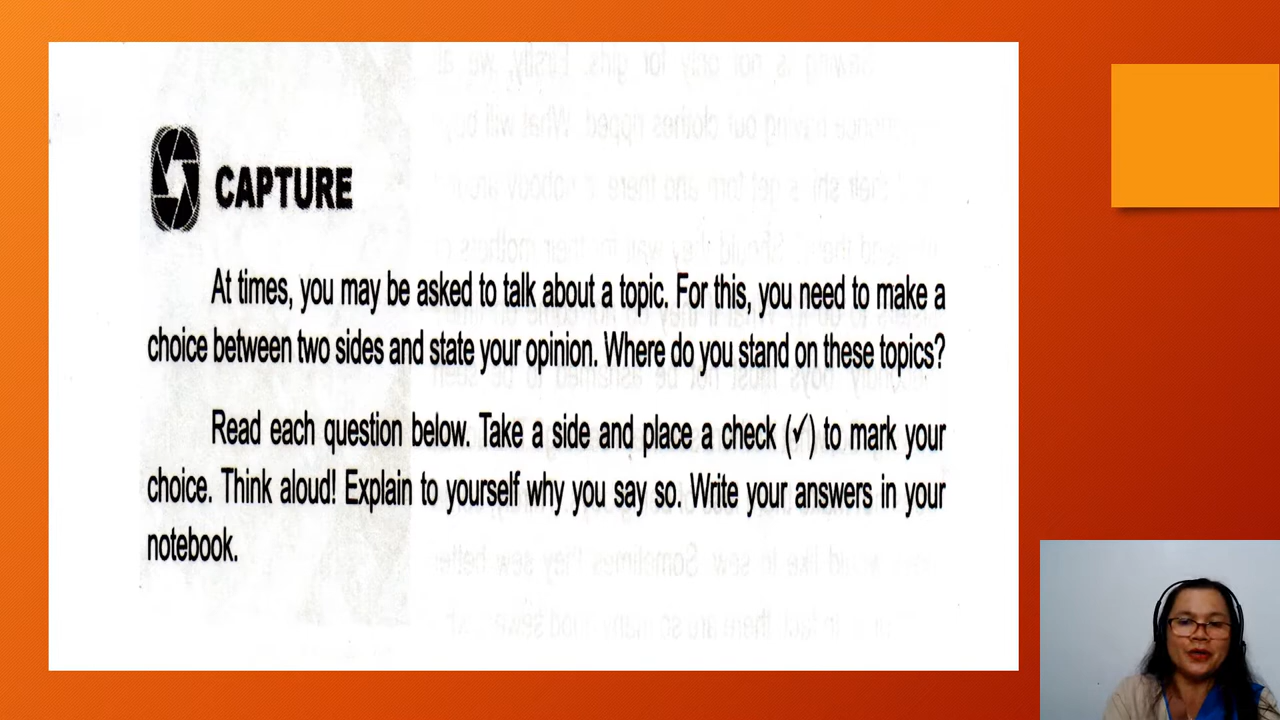 CAPTURE
At times, you may be asked to talk about a topic. For this, you need to make a
choice between two sides and state your opinion. Where do you stand on these topics?
Read each question below. Take a side and place a check (✓) to mark your
choice. Think aloud! Explain to yourself why you say so. Write your answers in your
notebook.